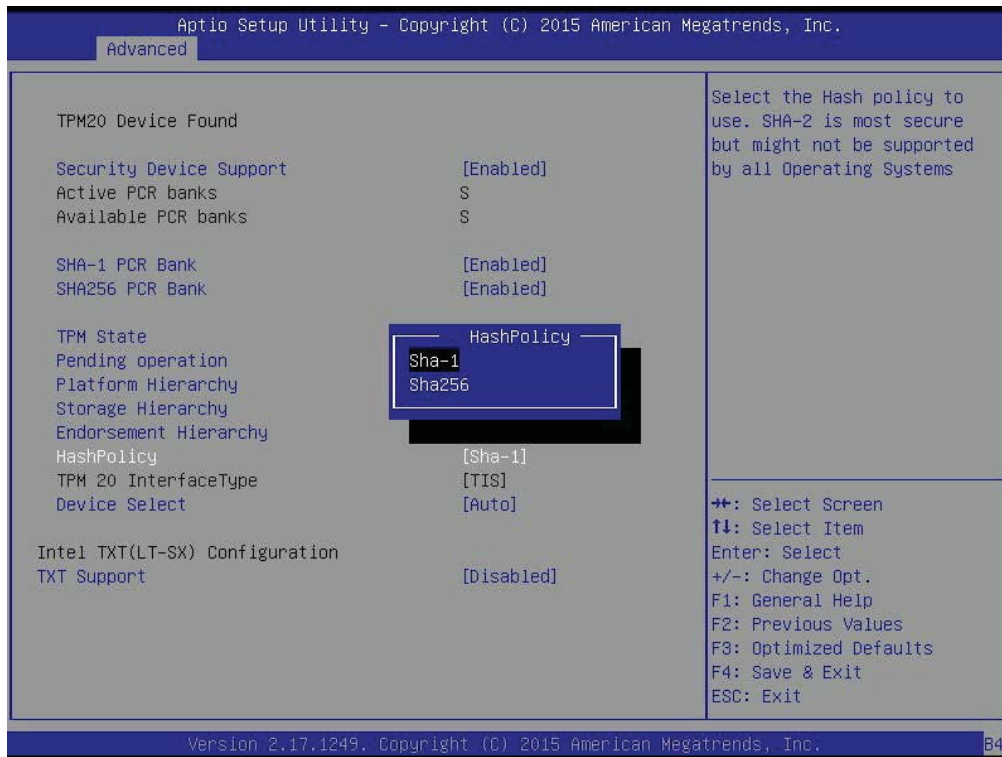 Aptio Setup Utility – Copyright (C) 2015 American Megatrends, Inc.
Advanced
TPM20 Device Found
Security Device Support [Enabled]
Active PCR banks S
Available PCR banks S
SHA-1 PCR Bank [Enabled]
SHA256 PCR Bank [Enabled]
TPM State
Pending operation
Platform Hierarchy
Storage Hierarchy
Endorsement Hierarchy
HashPolicy [Sha-1]
TPM 20 InterfaceType [TIS]
Device Select [Auto]
Intel TXT(LT-SX) Configuration
TXT Support [Disabled]
HashPolicy
Sha-1
Sha256
Select the Hash policy to
use. SHA-2 is most secure
but might not be supported
by all Operating Systems
→←: Select Screen
↑↓: Select Item
Enter: Select
+/-: Change Opt.
F1: General Help
F2: Previous Values
F3: Optimized Defaults
F4: Save & Exit
ESC: Exit
Version 2.17.1249. Copyright (C) 2015 American Megatrends, Inc.
B4